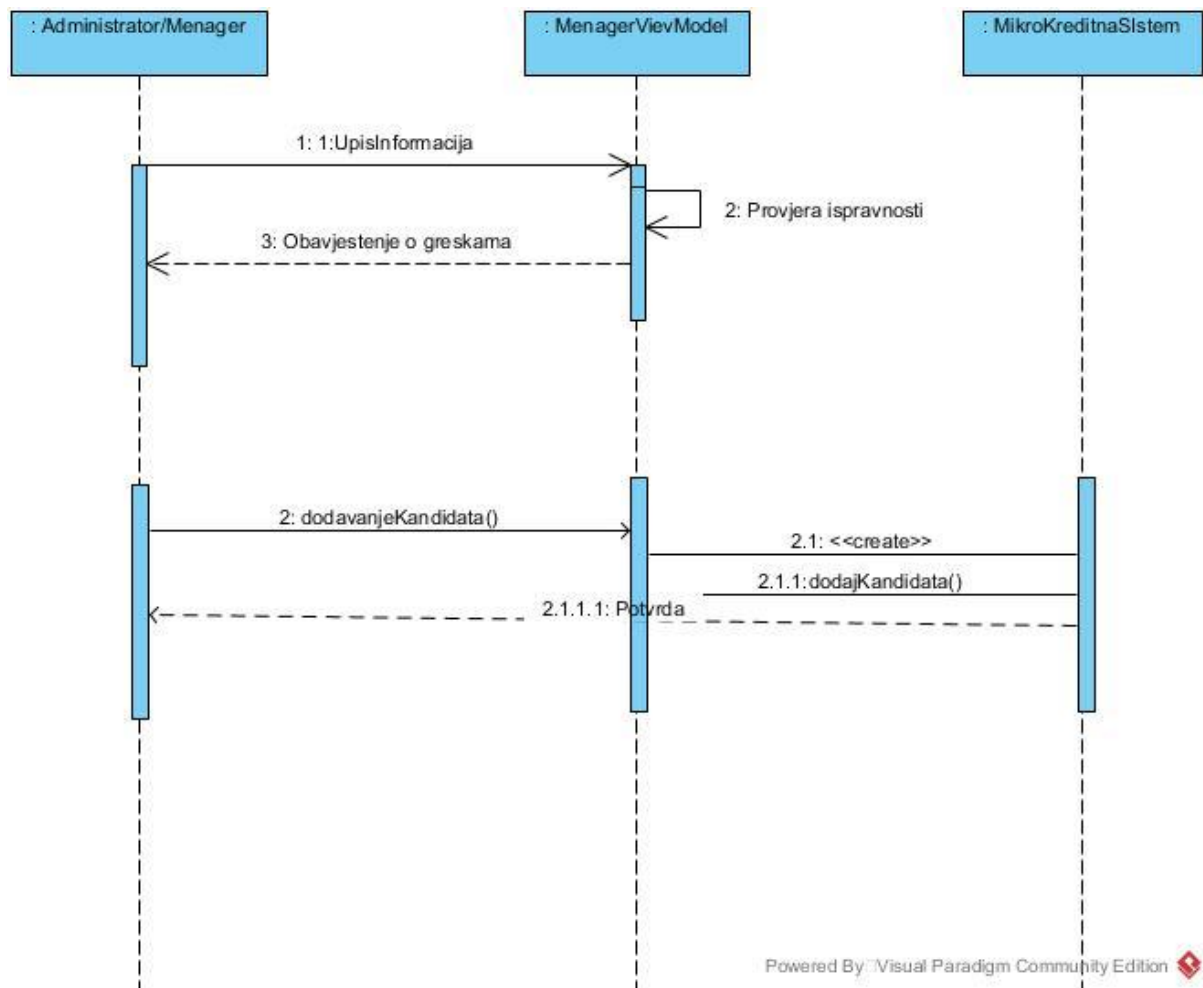 : Administrator/Menager
: MenagerVievModel
: MikroKreditnaSIstem
1: 1:UpisInformacija
2: Provjera ispravnosti
3: Obavjestenje o greskama
2: dodavanjeKandidata()
2.1: <<create>>
2.1.1:dodajKandidata()
2.1.1.1: Potvrda
Powered By Visual Paradigm Community Edition